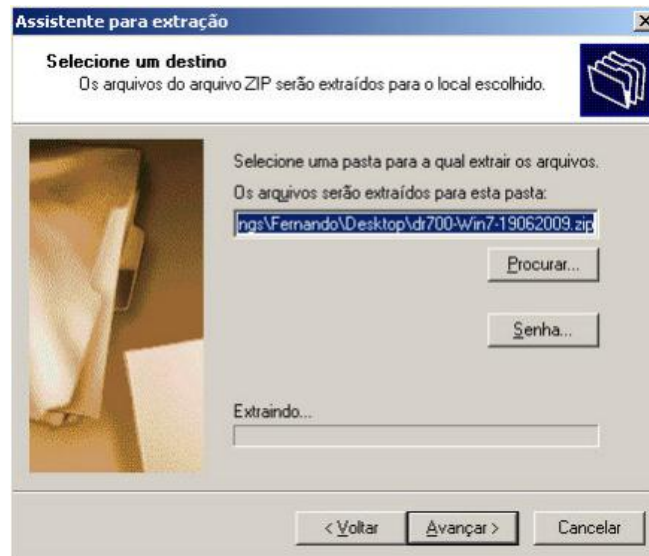 Assistente para extração
Selecione um destino
Os arquivos do arquivo ZIP serão extraídos para o local escolhido.
Selecione uma pasta para a qual extrair os arquivos.
Os arquivos serão extraídos para esta pasta:
ngs\Fernando\Desktop\dr700-Win7-19062009.zip
Procurar...
Senha...
Extraindo...
< Voltar Avançar > Cancelar